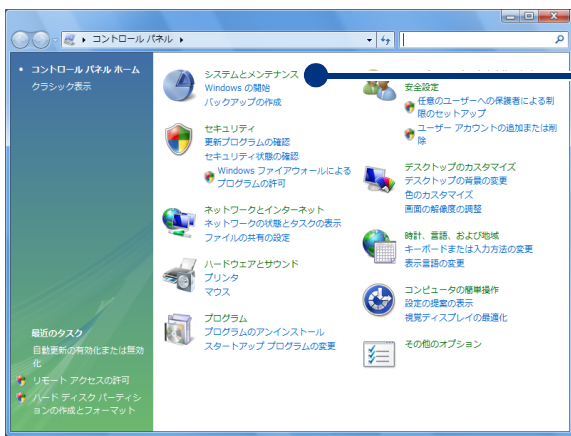 コントロール パネル
コントロール パネル ホーム
クラシック表示
システムとメンテナンス
Windows の開始
バックアップの作成
セキュリティ
更新プログラムの確認
セキュリティ状態の確認
Windows ファイアウォールによる
プログラムの許可
ネットワークとインターネット
ネットワークの状態とタスクの表示
ファイルの共有の設定
ハードウェアとサウンド
プリンタ
マウス
プログラム
プログラムのアンインストール
スタートアップ プログラムの変更
安全設定
任意のユーザーへの保護者による制
限のセットアップ
ユーザー アカウントの追加または削
除
デスクトップのカスタマイズ
デスクトップの背景の変更
色のカスタマイズ
画面の解像度の調整
時計、言語、および地域
キーボードまたは入力方法の変更
表示言語の変更
コンピュータの簡単操作
設定の提案の表示
視覚ディスプレイの最適化
その他のオプション
最近のタスク
自動更新の有効化または無効
化
リモート アクセスの許可
ハード ディスク パーティシ
ョンの作成とフォーマット